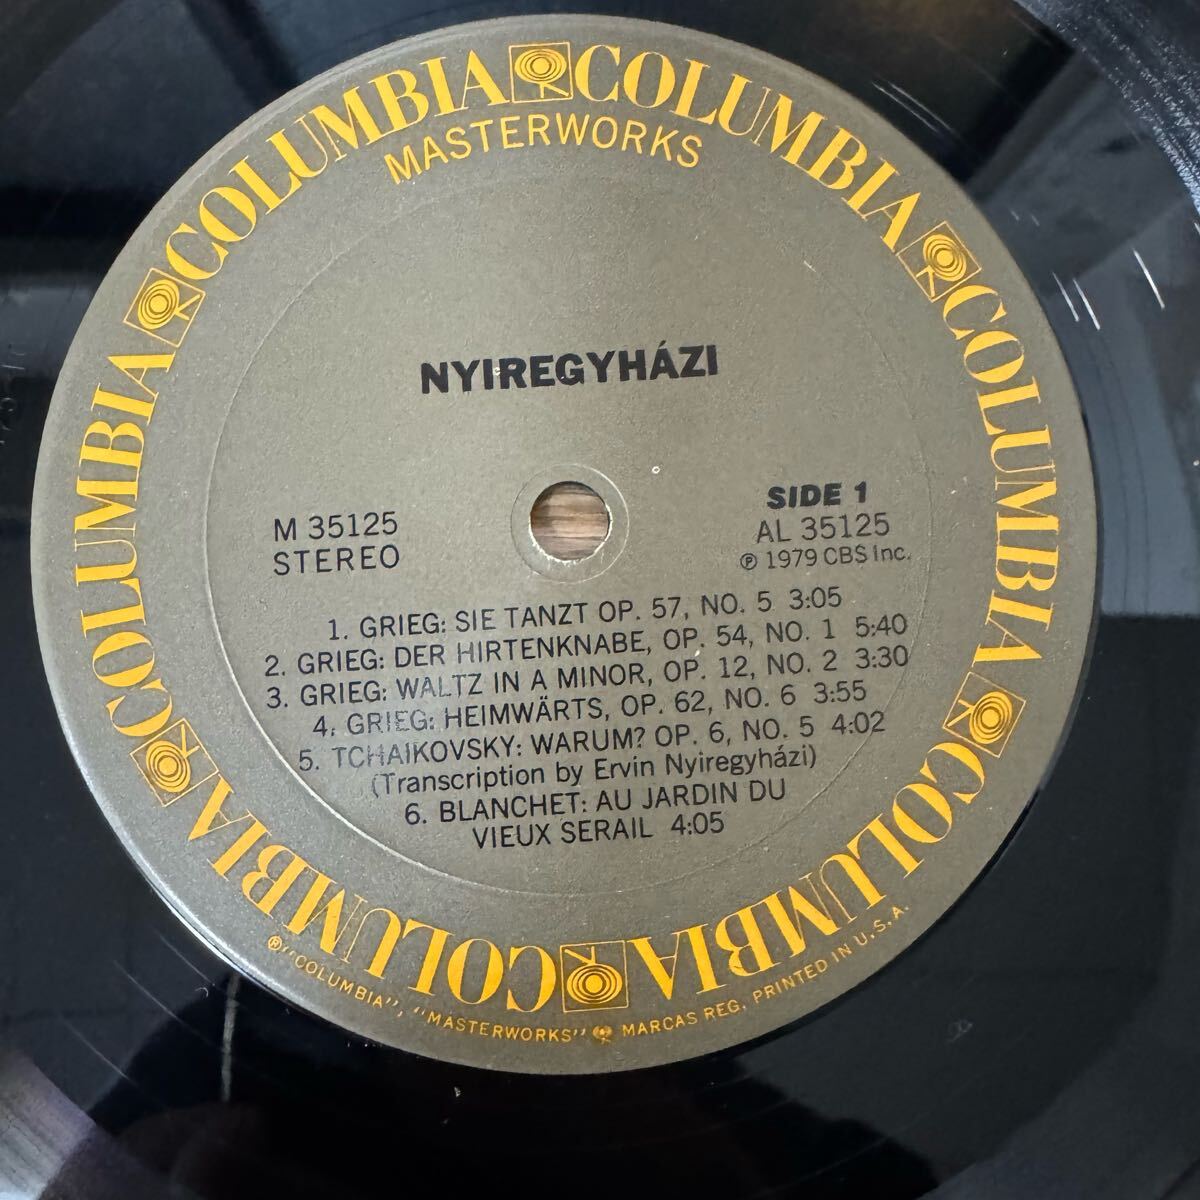 COLUMBIA COLUMBIA COLUMBIA COLUMBIA COLUMBIA COLUMBIA COLUMBIA
MASTERWORKS
NYIREGYHÁZI
M 35125
STEREO
SIDE 1
AL 35125
℗ 1979 CBS Inc.
1. GRIEG: SIE TANZT OP. 57, NO. 5 3:05
2. GRIEG: DER HIRTENKNABE, OP. 54, NO. 1 5:40
3. GRIEG: WALTZ IN A MINOR, OP. 12, NO. 2 3:30
4. GRIEG: HEIMWÄRTS, OP. 62, NO. 6 3:55
5. TCHAIKOVSKY: WARUM? OP. 6, NO. 5 4:02
(Transcription by Ervin Nyiregyházi)
6. BLANCHET: AU JARDIN DU
VIEUX SERAIL 4:05
® "COLUMBIA", "MASTERWORKS" MARCAS REG. PRINTED IN U.S.A.